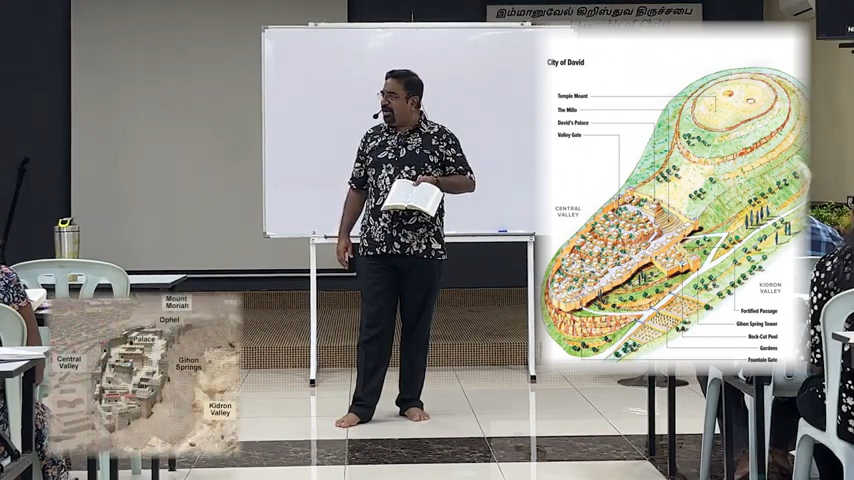 இம்மானுவேல் கிறிஸ்துவ திருச்சபை
City of David
Temple Mount
The Millo
David's Palace
Valley Gate
CENTRAL
VALLEY
KIDRON
VALLEY
Fortified Passage
Gihon Spring Tower
Rock-Cut Pool
Gardens
Fountain Gate
Mount
Moriah
Ophel
Palace
Central
Valley
Gihon
Springs
Kidron
Valley